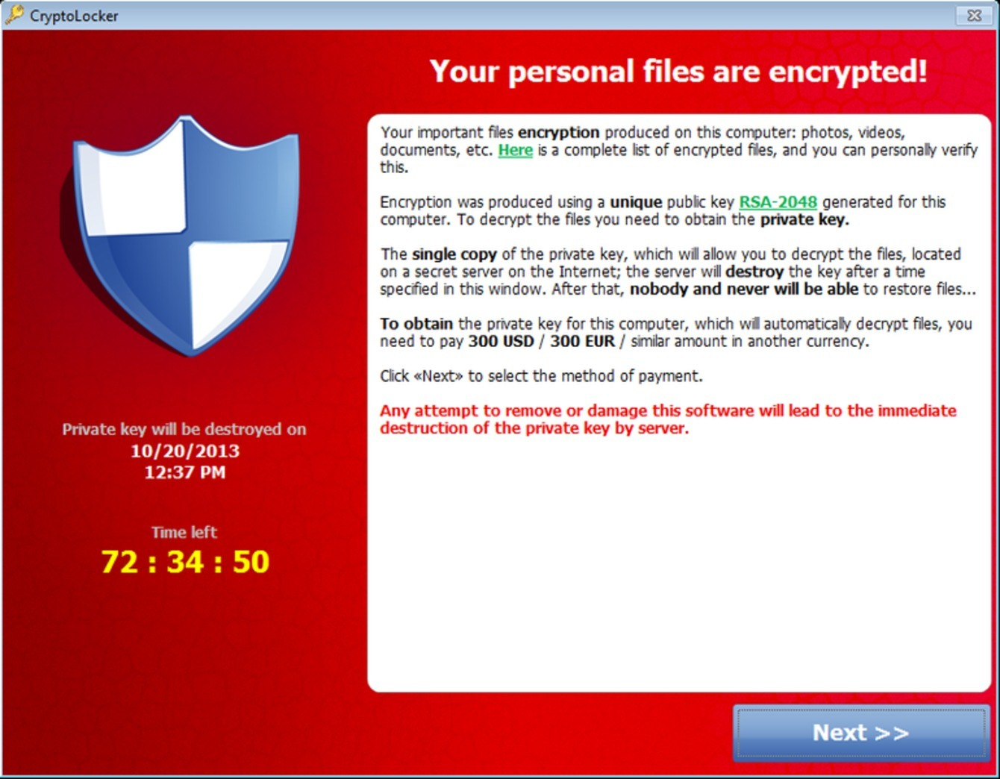 CryptoLocker
Your personal files are encrypted!
Your important files encryption produced on this computer: photos, videos,
documents, etc. Here is a complete list of encrypted files, and you can personally verify
this.
Encryption was produced using a unique public key RSA-2048 generated for this
computer. To decrypt the files you need to obtain the private key.
The single copy of the private key, which will allow you to decrypt the files, located
on a secret server on the Internet; the server will destroy the key after a time
specified in this window. After that, nobody and never will be able to restore files...
To obtain the private key for this computer, which will automatically decrypt files, you
need to pay 300 USD / 300 EUR / similar amount in another currency.
Click «Next» to select the method of payment.
Any attempt to remove or damage this software will lead to the immediate
destruction of the private key by server.
Private key will be destroyed on
10/20/2013
12:37 PM
Time left
72 : 34 : 50
Next >>